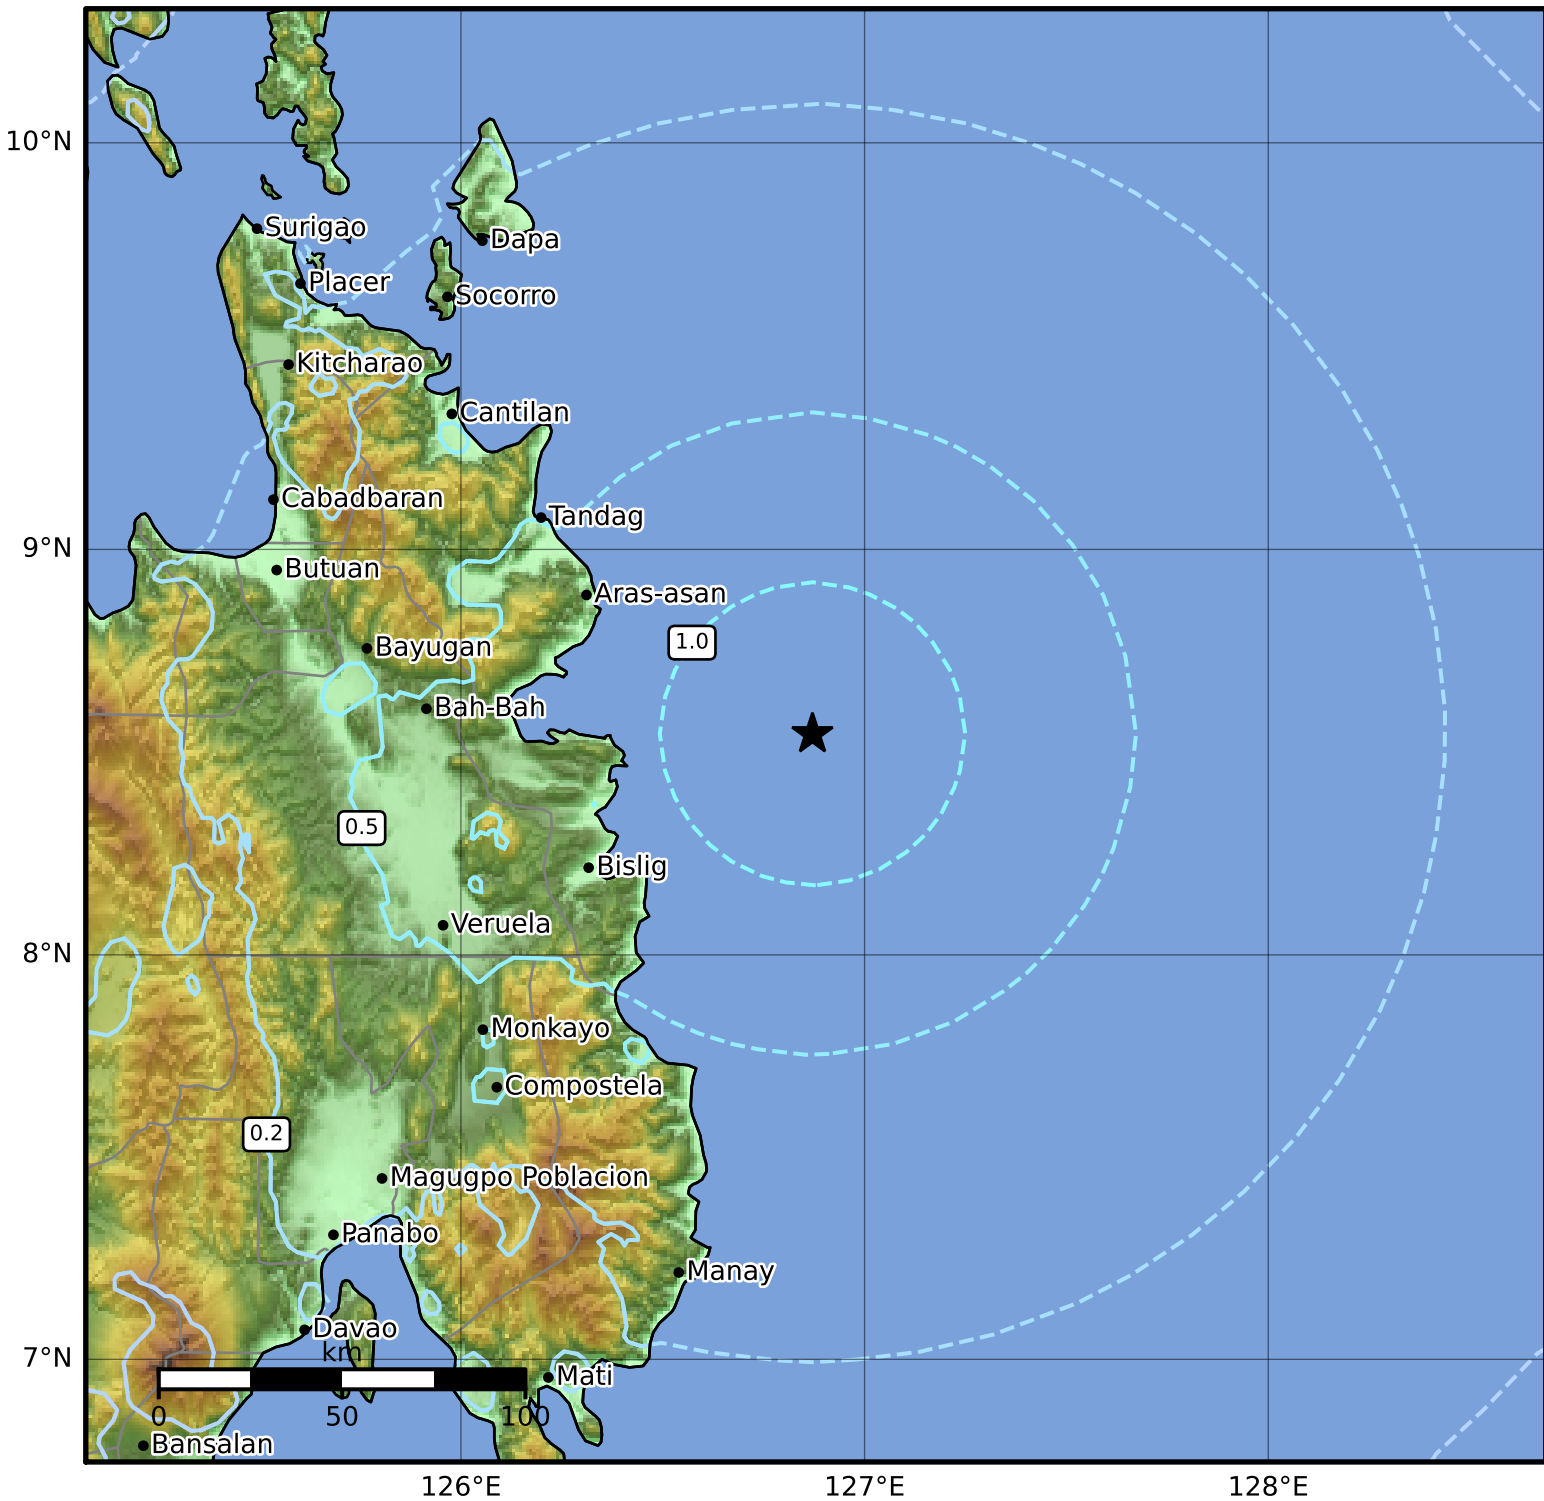 10°N
Surigao
Dapa
Placer
Socorro
Kitcharao
Cantilan
Cabadbaran
Tandag
9°N
Butuan
Aras-asan
1.0
Bayugan
Bah-Bah
0.5
Bislig
Veruela
8°N
Monkayo
Compostela
0.2
Magugpo Poblacion
Panabo
Manay
Davao
km
7°N
Mati
0 50 100
Bansalan
126°E 127°E 128°E